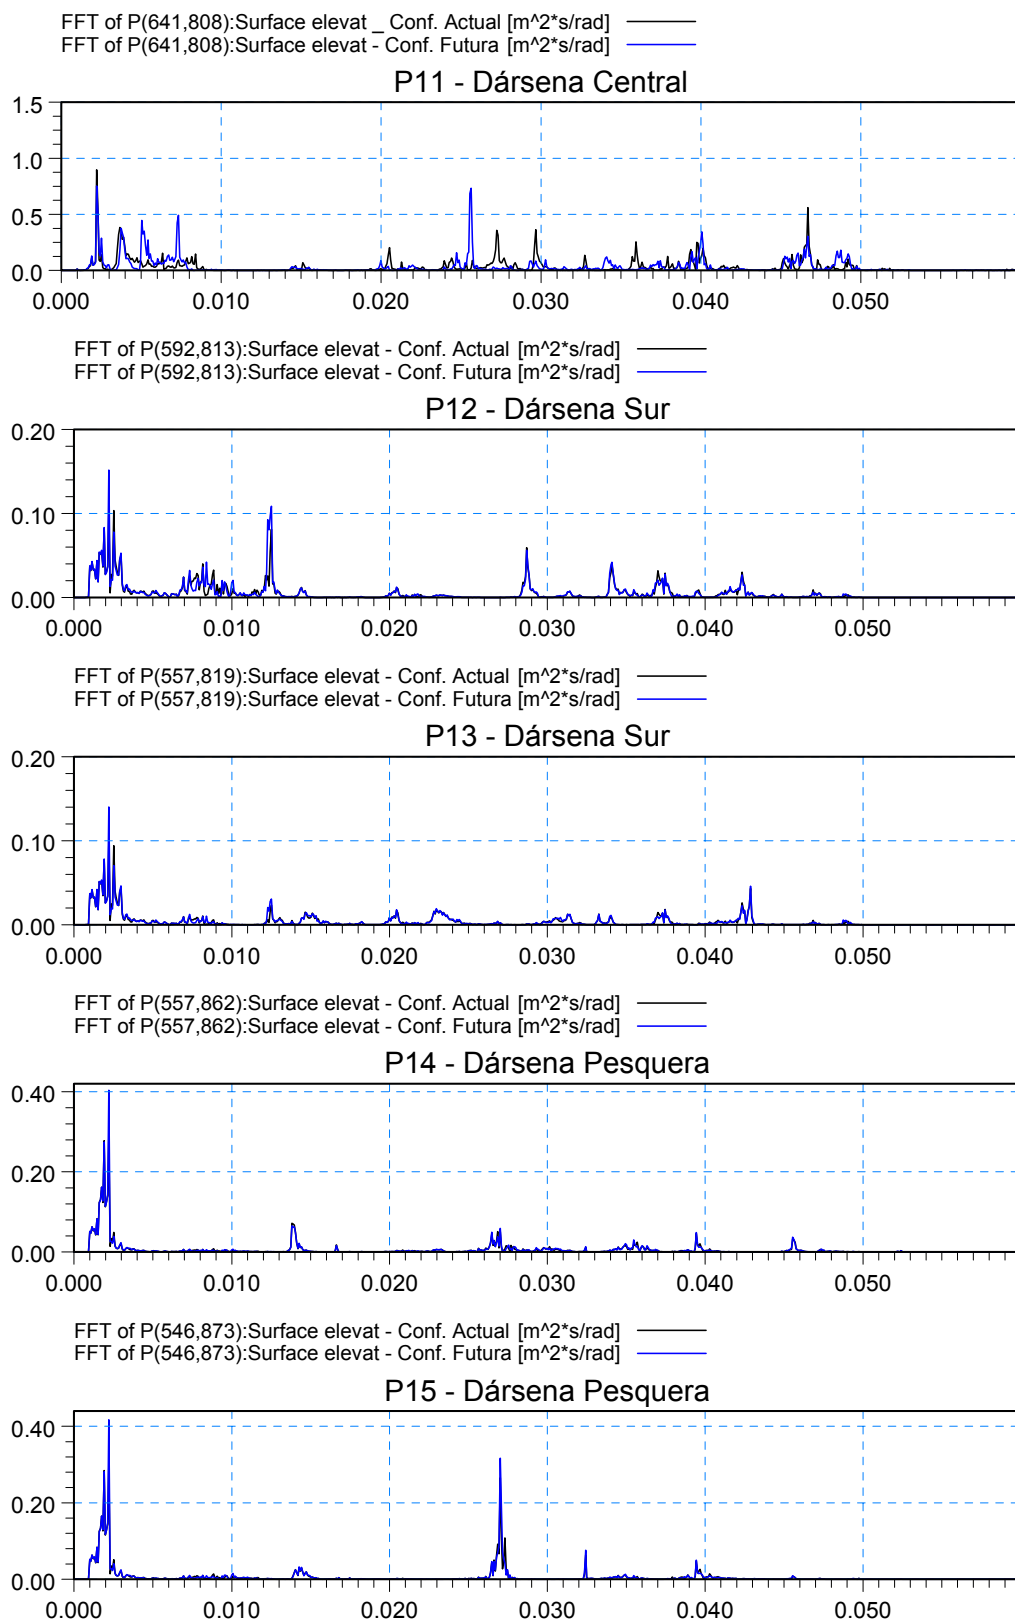 FFT of P(641,808):Surface elevat _ Conf. Actual [m^2*s/rad]
FFT of P(641,808):Surface elevat - Conf. Futura [m^2*s/rad]
P11 - Dársena Central
1.5
1.0
0.5
0.0
0.000 0.010 0.020 0.030 0.040 0.050
FFT of P(592,813):Surface elevat - Conf. Actual [m^2*s/rad]
FFT of P(592,813):Surface elevat - Conf. Futura [m^2*s/rad]
P12 - Dársena Sur
0.20
0.10
0.00
0.000 0.010 0.020 0.030 0.040 0.050
FFT of P(557,819):Surface elevat - Conf. Actual [m^2*s/rad]
FFT of P(557,819):Surface elevat - Conf. Futura [m^2*s/rad]
P13 - Dársena Sur
0.20
0.10
0.00
0.000 0.010 0.020 0.030 0.040 0.050
FFT of P(557,862):Surface elevat - Conf. Actual [m^2*s/rad]
FFT of P(557,862):Surface elevat - Conf. Futura [m^2*s/rad]
P14 - Dársena Pesquera
0.40
0.20
0.00
0.000 0.010 0.020 0.030 0.040 0.050
FFT of P(546,873):Surface elevat - Conf. Actual [m^2*s/rad]
FFT of P(546,873):Surface elevat - Conf. Futura [m^2*s/rad]
P15 - Dársena Pesquera
0.40
0.20
0.00
0.000 0.010 0.020 0.030 0.040 0.050